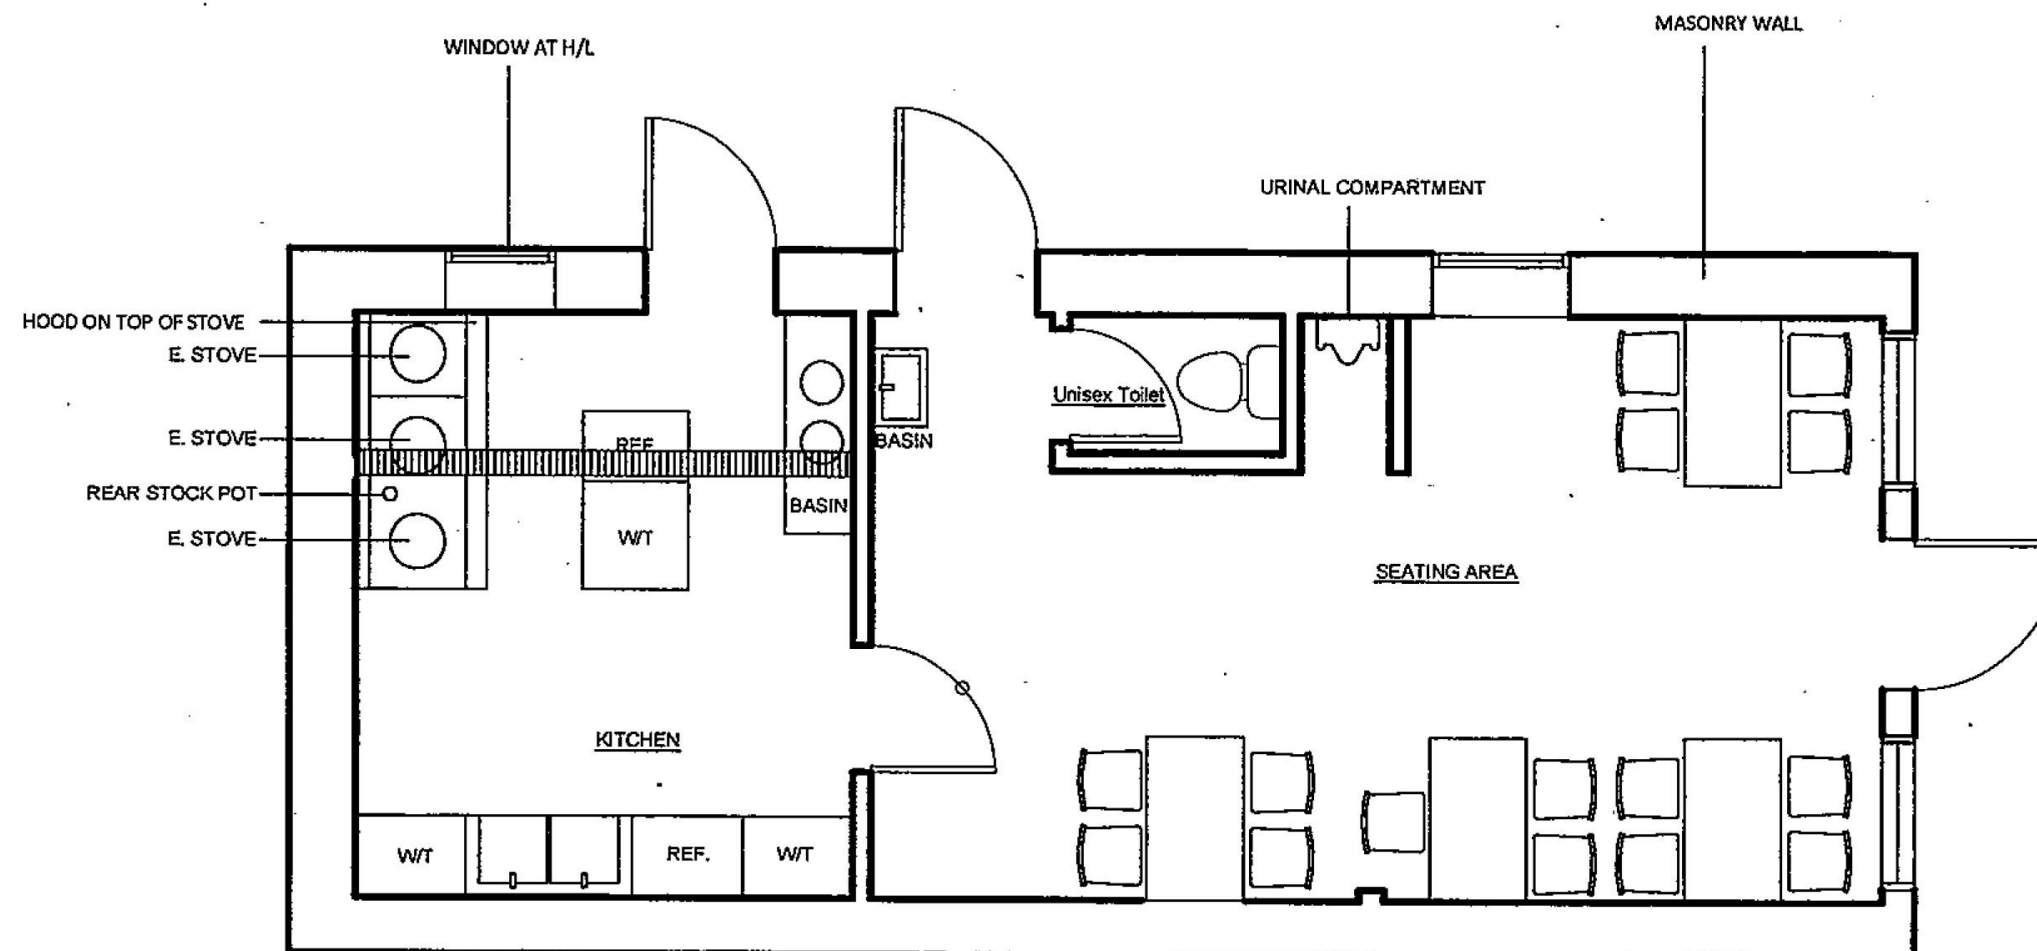 MASONRY WALL
WINDOW AT H/L
URINAL COMPARTMENT
HOOD ON TOP OF STOVE
E. STOVE
Unisex Toilet
E. STOVE
REF.
BASIN
REAR STOCK POT
BASIN
E. STOVE
W/T
SEATING AREA
KITCHEN
W/T
REF.
W/T